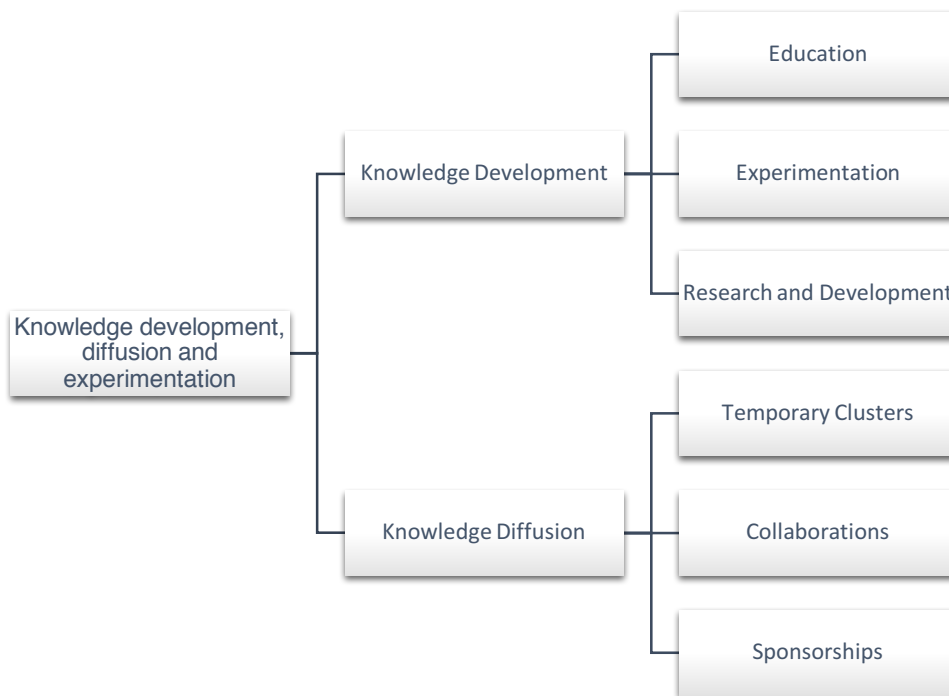 Knowledge development,
diffusion and
experimentation
Knowledge Development
Education
Experimentation
Research and Development
Knowledge Diffusion
Temporary Clusters
Collaborations
Sponsorships